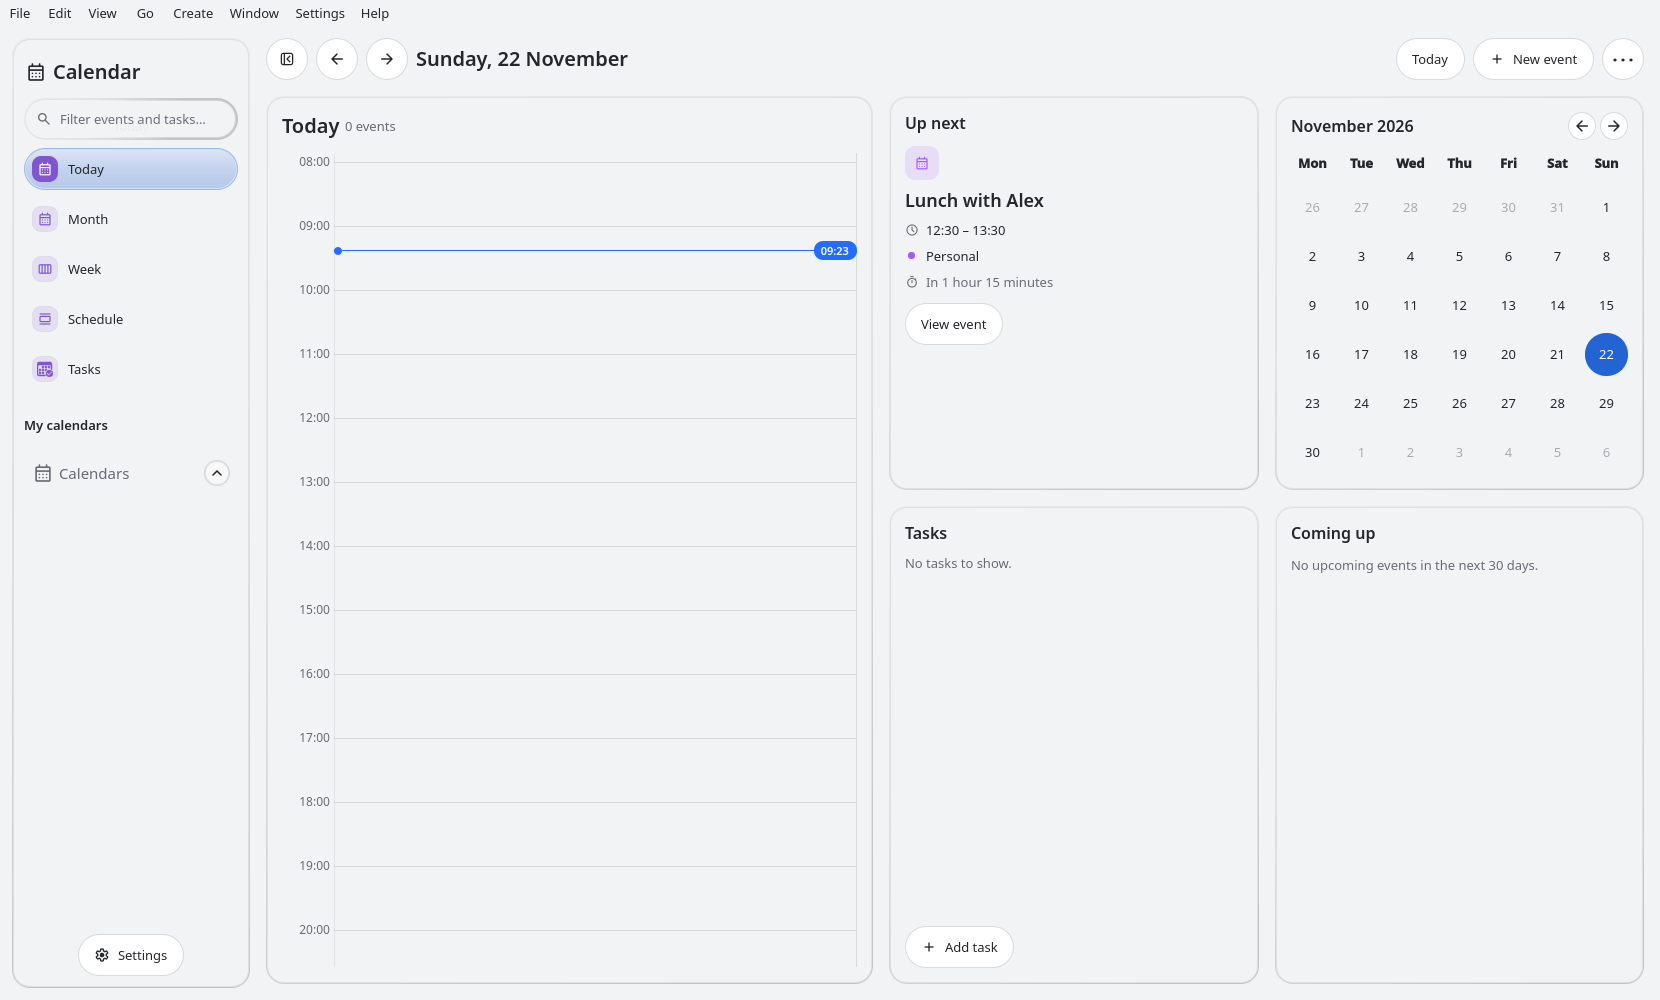 File Edit View Go Create Window Settings Help
Calendar
Filter events and tasks...
Today
Month
Week
Schedule
Tasks
My calendars
Calendars
Settings
Sunday, 22 November
Today
New event
Today 0 events
08:00
09:00
09:23
10:00
11:00
12:00
13:00
14:00
15:00
16:00
17:00
18:00
19:00
20:00
Up next
Lunch with Alex
12:30 – 13:30
Personal
In 1 hour 15 minutes
View event
November 2026
Mon Tue Wed Thu Fri Sat Sun
26 27 28 29 30 31 1
2 3 4 5 6 7 8
9 10 11 12 13 14 15
16 17 18 19 20 21 22
23 24 25 26 27 28 29
30 1 2 3 4 5 6
Tasks
No tasks to show.
Add task
Coming up
No upcoming events in the next 30 days.